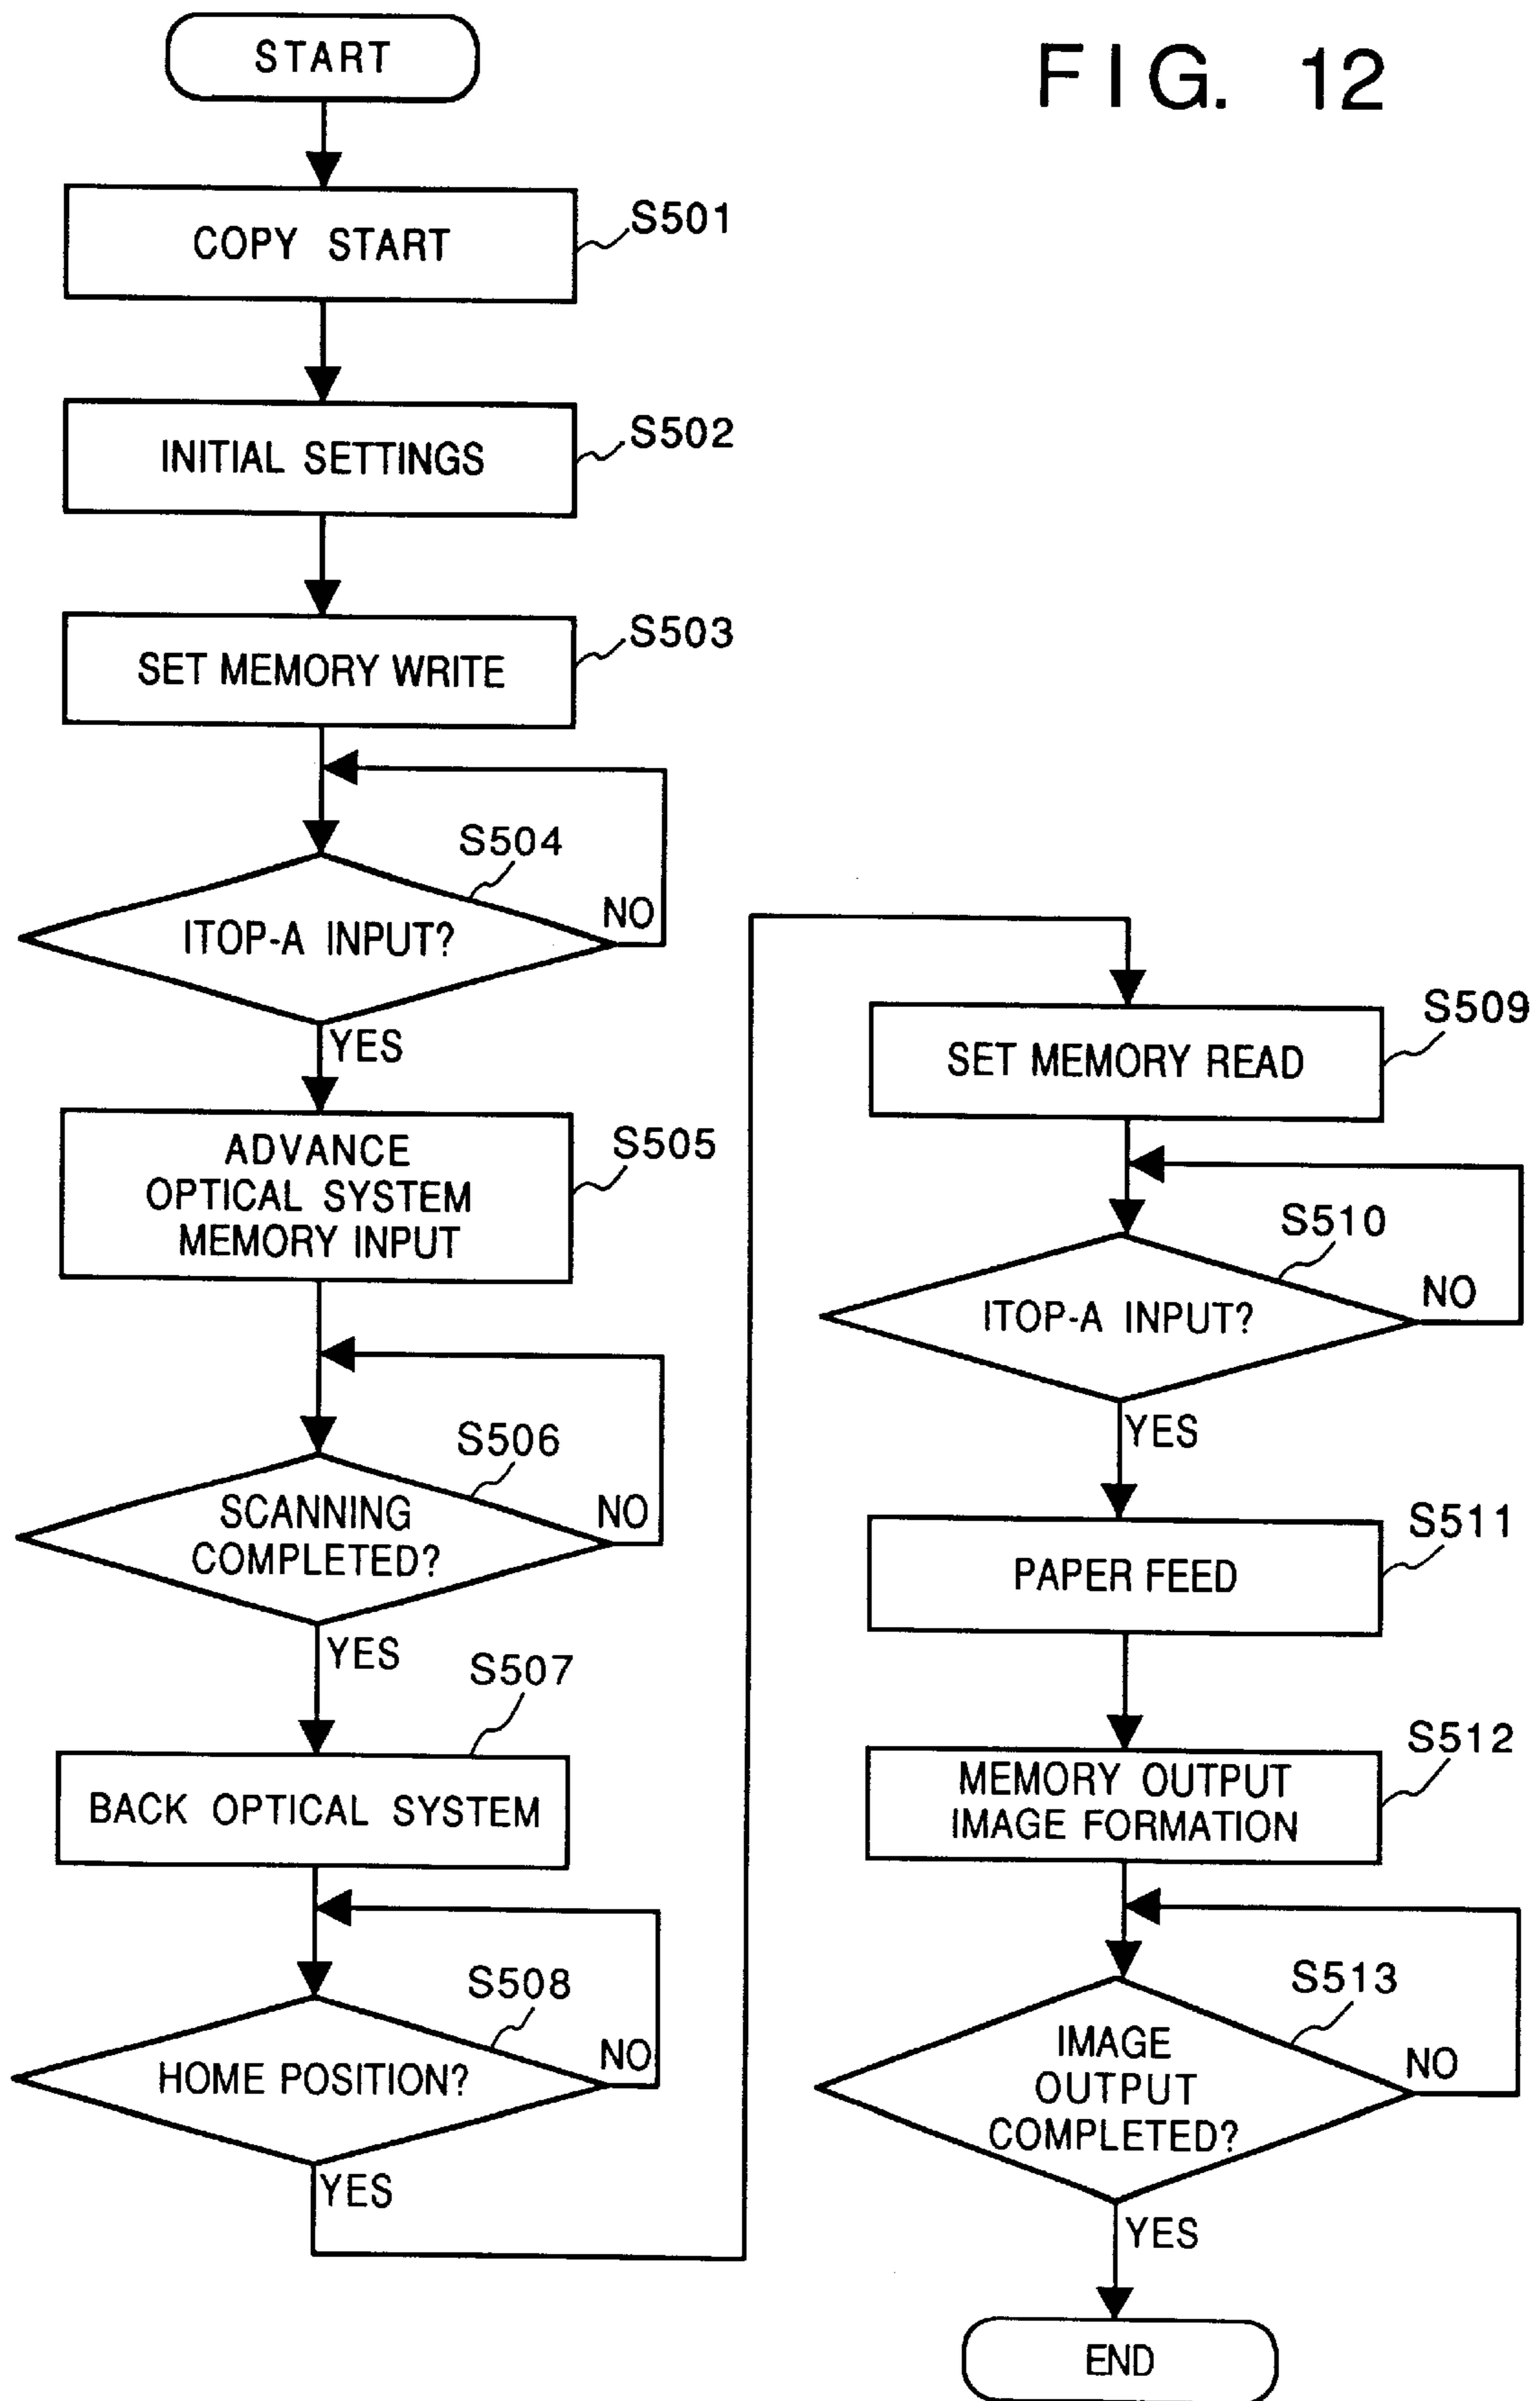 FIG. 12
START
COPY START
S501
INITIAL SETTINGS
S502
SET MEMORY WRITE
S503
S504
ITOP-A INPUT?
NO
YES
ADVANCE
OPTICAL SYSTEM
MEMORY INPUT
S505
S506
SCANNING
COMPLETED?
NO
YES
S507
BACK OPTICAL SYSTEM
S508
HOME POSITION?
NO
YES
SET MEMORY READ
S509
S510
ITOP-A INPUT?
NO
YES
PAPER FEED
S511
MEMORY OUTPUT
IMAGE FORMATION
S512
S513
IMAGE
OUTPUT
COMPLETED?
NO
YES
END